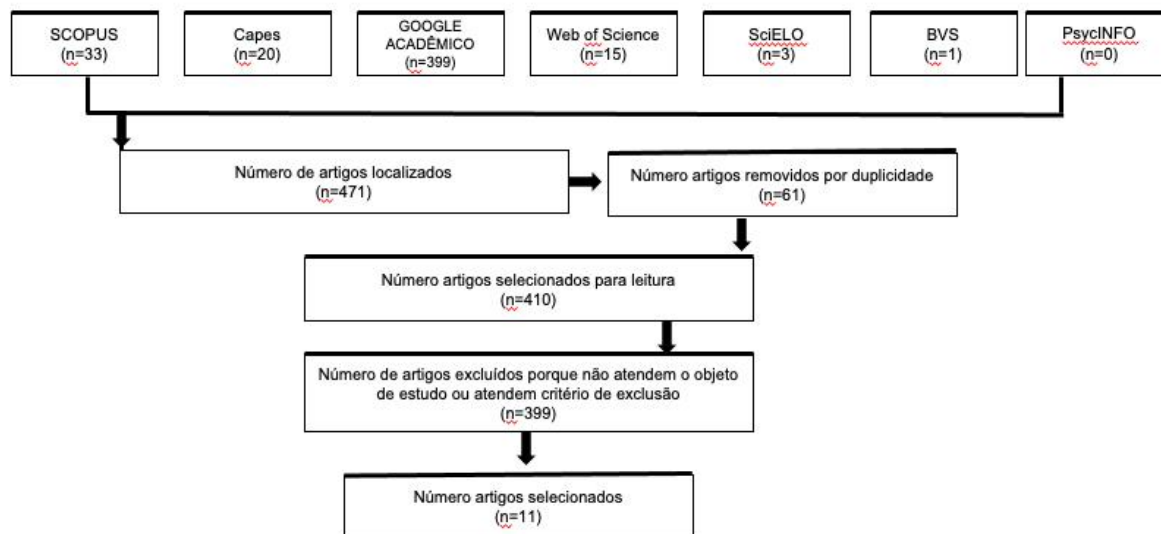 SCOPUS
(n=33)
Capes
(n=20)
GOOGLE
ACADÊMICO
(n=399)
Web of Science
(n=15)
SciELO
(n=3)
BVS
(n=1)
PsycINFO
(n=0)
Número de artigos localizados
(n=471)
Número artigos removidos por duplicidade
(n=61)
Número artigos selecionados para leitura
(n=410)
Número de artigos excluídos porque não atendem o objeto
de estudo ou atendem critério de exclusão
(n=399)
Número artigos selecionados
(n=11)